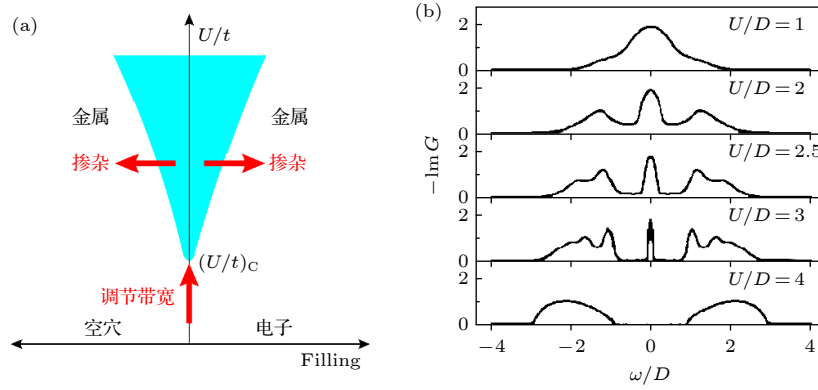 (a)
U/t
金属
金属
掺杂
掺杂
(U/t)C
调节带宽
空穴
电子
Filling
(b)
U/D = 1
2
0
U/D = 2
2
0
U/D = 2.5
2
0
U/D = 3
2
0
U/D = 4
2
0
−Im G
−4
−2
0
2
4
ω/D